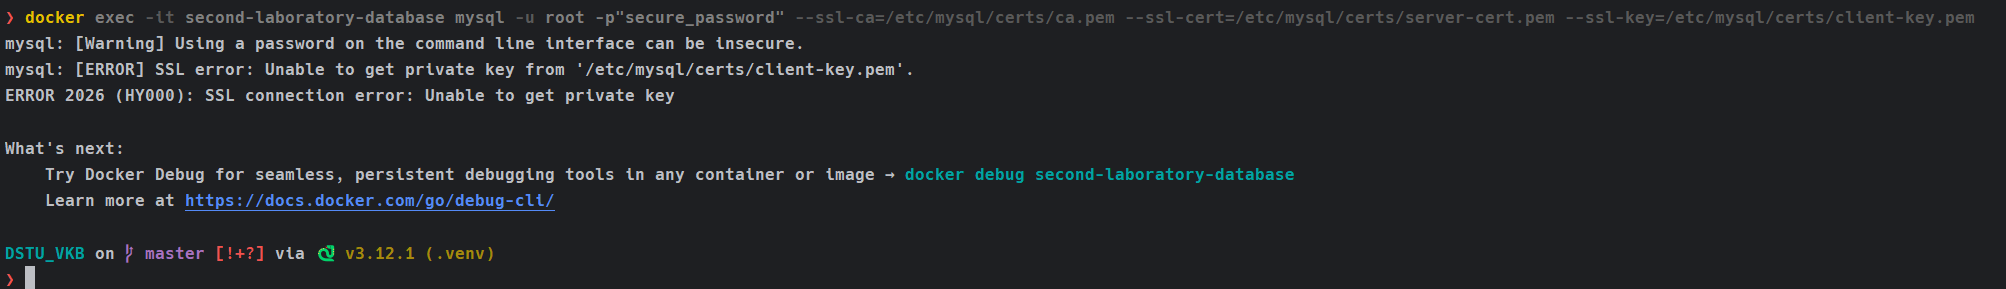 ❯ docker exec -it second-laboratory-database mysql -u root -p"secure_password" --ssl-ca=/etc/mysql/certs/ca.pem --ssl-cert=/etc/mysql/certs/server-cert.pem --ssl-key=/etc/mysql/certs/client-key.pem
mysql: [Warning] Using a password on the command line interface can be insecure.
mysql: [ERROR] SSL error: Unable to get private key from '/etc/mysql/certs/client-key.pem'.
ERROR 2026 (HY000): SSL connection error: Unable to get private key
What's next:
Try Docker Debug for seamless, persistent debugging tools in any container or image → docker debug second-laboratory-database
Learn more at https://docs.docker.com/go/debug-cli/
DSTU_VKB on master [!+?] via v3.12.1 (.venv)
❯